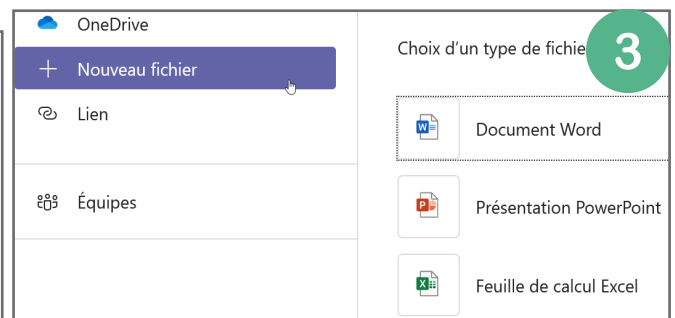 OneDrive
Nouveau fichier
Lien
Équipes
Choix d'un type de fichie
3
Document Word
Présentation PowerPoint
Feuille de calcul Excel